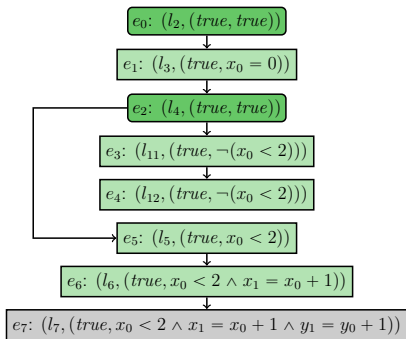 e₀: (l₂, (true, true))
e₁: (l₃, (true, x₀ = 0))
e₂: (l₄, (true, true))
e₃: (l₁₁, (true, ¬(x₀ < 2)))
e₄: (l₁₂, (true, ¬(x₀ < 2)))
e₅: (l₅, (true, x₀ < 2))
e₆: (l₆, (true, x₀ < 2 ∧ x₁ = x₀ + 1))
e₇: (l₇, (true, x₀ < 2 ∧ x₁ = x₀ + 1 ∧ y₁ = y₀ + 1))